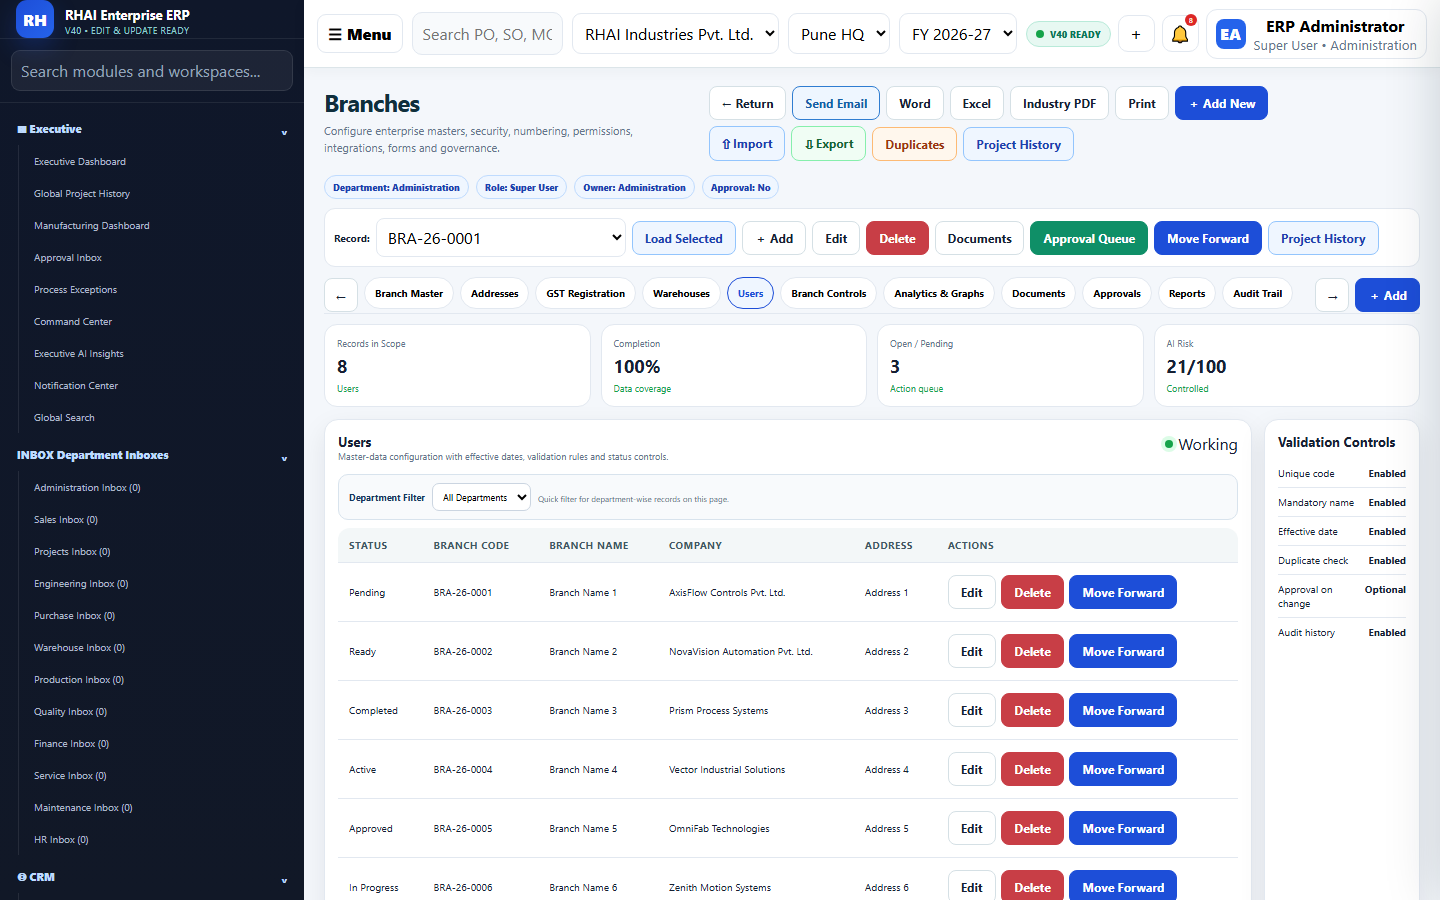 RH
RHAI Enterprise ERP
V40 • EDIT & UPDATE READY
Search modules and workspaces...
Executive
Executive Dashboard
Global Project History
Manufacturing Dashboard
Approval Inbox
Process Exceptions
Command Center
Executive AI Insights
Notification Center
Global Search
INBOX Department Inboxes
Administration Inbox (0)
Sales Inbox (0)
Projects Inbox (0)
Engineering Inbox (0)
Purchase Inbox (0)
Warehouse Inbox (0)
Production Inbox (0)
Quality Inbox (0)
Finance Inbox (0)
Service Inbox (0)
Maintenance Inbox (0)
HR Inbox (0)
CRM
☰ Menu
Search PO, SO, MO
RHAI Industries Pvt. Ltd.
Pune HQ
FY 2026-27
V40 READY
+
8
EA
ERP Administrator
Super User • Administration
Branches
Configure enterprise masters, security, numbering, permissions,
integrations, forms and governance.
← Return
Send Email
Word
Excel
Industry PDF
Print
+ Add New
⇧ Import
⇩ Export
Duplicates
Project History
Department: Administration
Role: Super User
Owner: Administration
Approval: No
Record:
BRA-26-0001
Load Selected
+ Add
Edit
Delete
Documents
Approval Queue
Move Forward
Project History
←
Branch Master
Addresses
GST Registration
Warehouses
Users
Branch Controls
Analytics & Graphs
Documents
Approvals
Reports
Audit Trail
→
+ Add
Records in Scope
8
Users
Completion
100%
Data coverage
Open / Pending
3
Action queue
AI Risk
21/100
Controlled
Users
Master-data configuration with effective dates, validation rules and status controls.
Working
Department Filter
All Departments
Quick filter for department-wise records on this page.
STATUS BRANCH CODE BRANCH NAME COMPANY ADDRESS ACTIONS
Pending BRA-26-0001 Branch Name 1 AxisFlow Controls Pvt. Ltd. Address 1 Edit Delete Move Forward
Ready BRA-26-0002 Branch Name 2 NovaVision Automation Pvt. Ltd. Address 2 Edit Delete Move Forward
Completed BRA-26-0003 Branch Name 3 Prism Process Systems Address 3 Edit Delete Move Forward
Active BRA-26-0004 Branch Name 4 Vector Industrial Solutions Address 4 Edit Delete Move Forward
Approved BRA-26-0005 Branch Name 5 OmniFab Technologies Address 5 Edit Delete Move Forward
In Progress BRA-26-0006 Branch Name 6 Zenith Motion Systems Address 6 Edit Delete Move Forward
Validation Controls
Unique code Enabled
Mandatory name Enabled
Effective date Enabled
Duplicate check Enabled
Approval on change Optional
Audit history Enabled